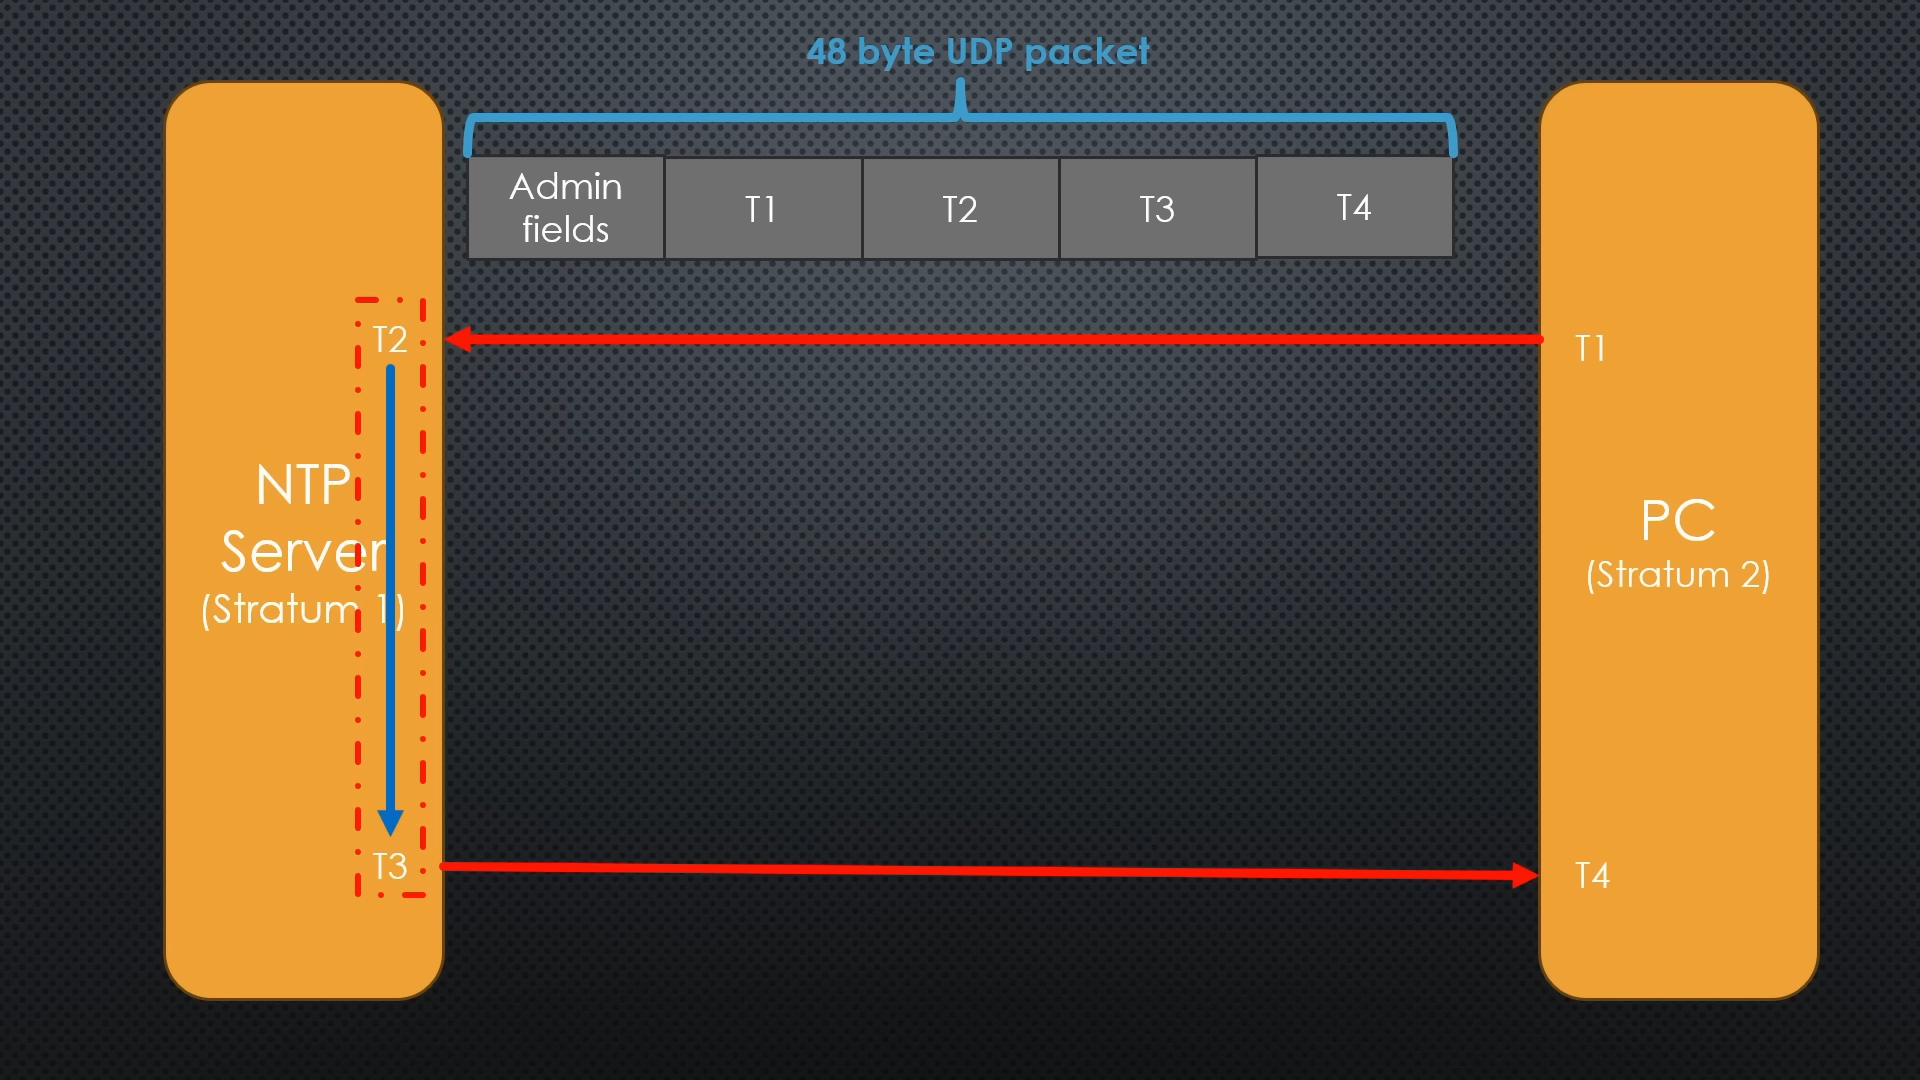 48 byte UDP packet
Admin
fields
T1
T2
T3
T4
T2
T1
NTP
Server
(Stratum 1)
PC
(Stratum 2)
T3
T4